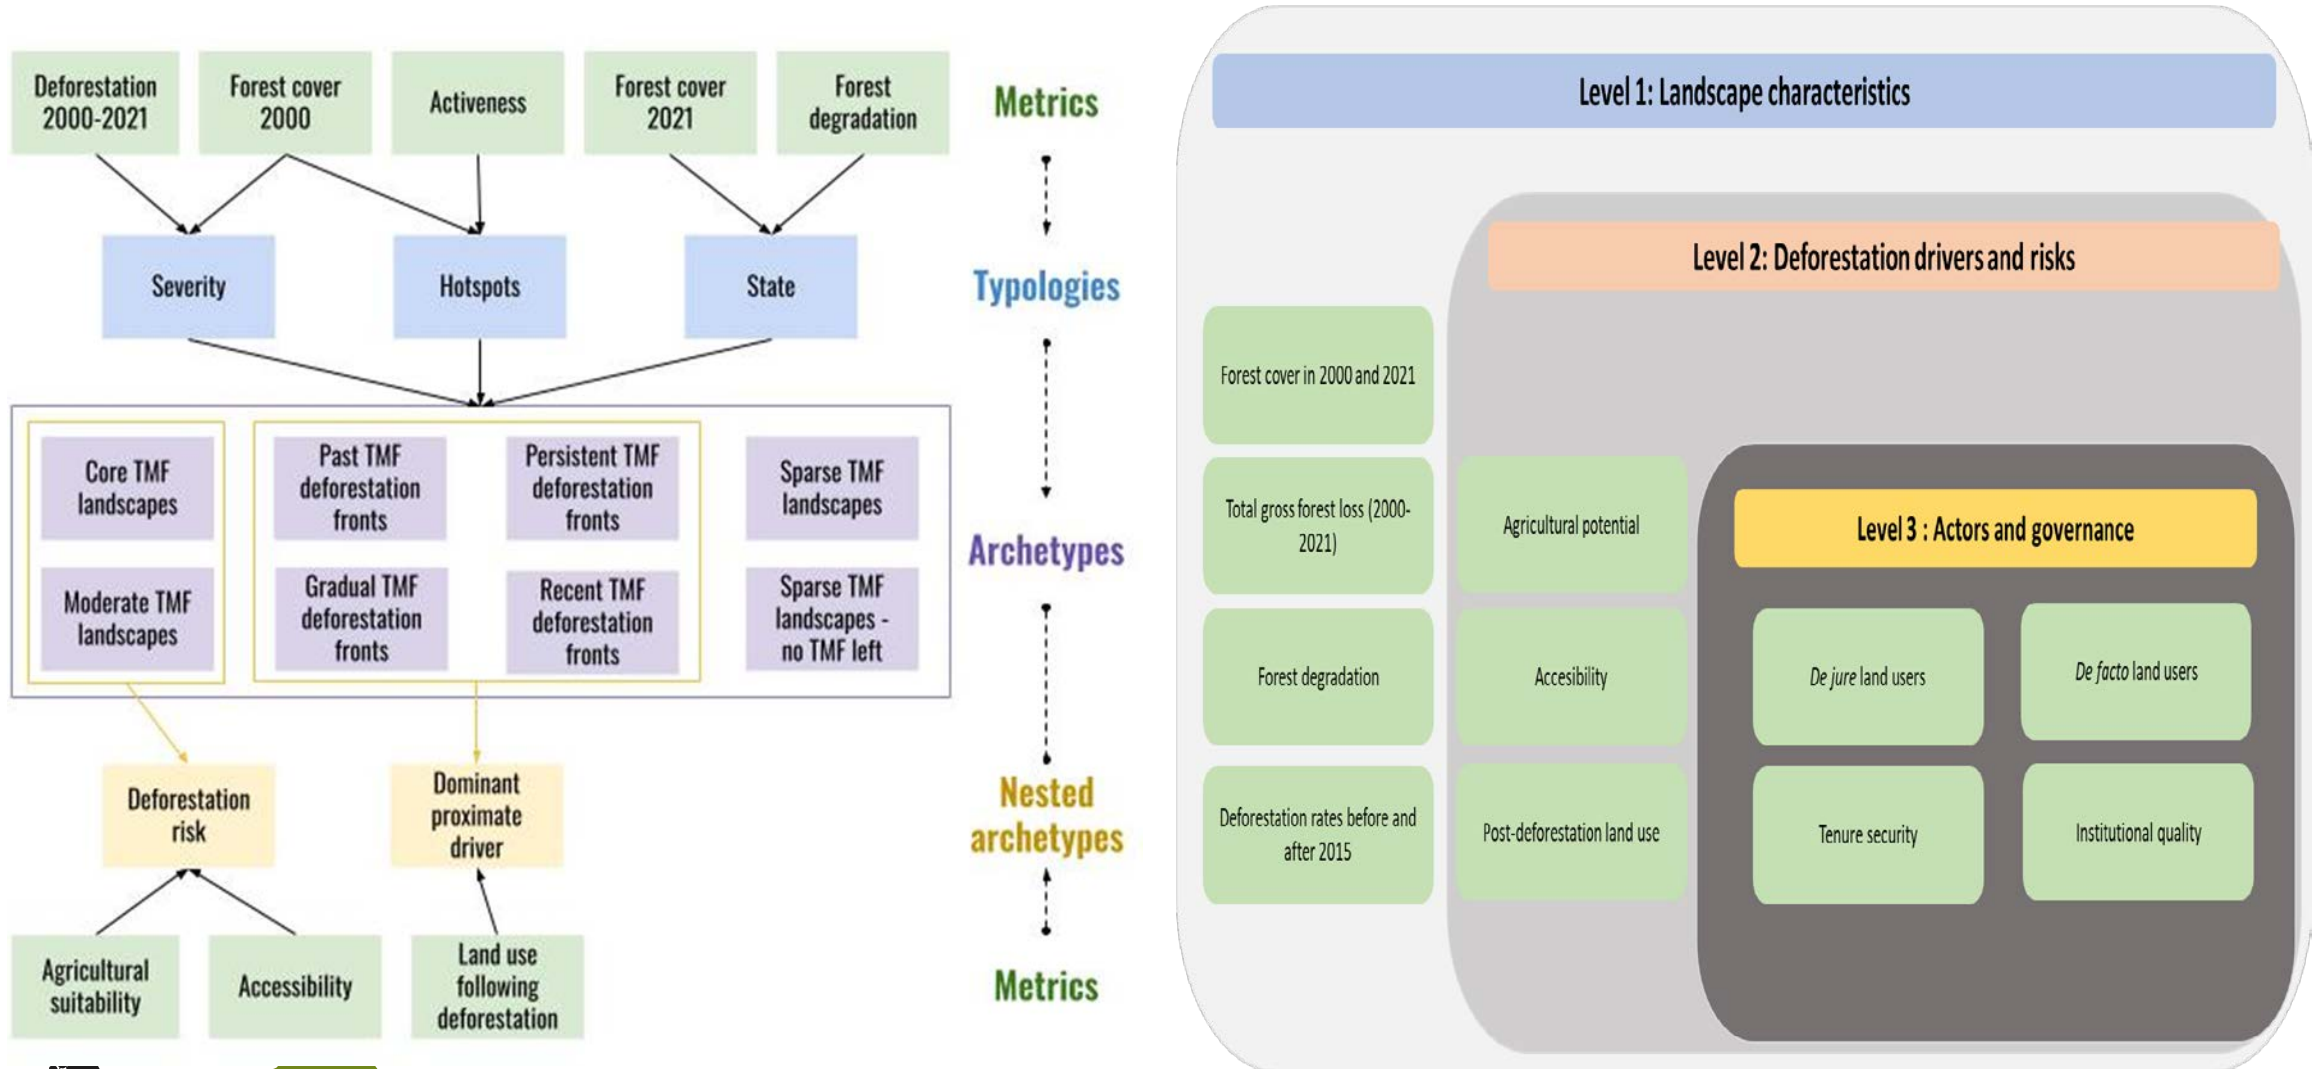 Deforestation
2000-2021
Forest cover
2000
Activeness
Forest cover
2021
Forest
degradation
Metrics
Severity
Hotspots
State
Typologies
Core TMF
landscapes
Past TMF
deforestation
fronts
Persistent TMF
deforestation
fronts
Sparse TMF
landscapes
Moderate TMF
landscapes
Gradual TMF
deforestation
fronts
Recent TMF
deforestation
fronts
Sparse TMF
landscapes -
no TMF left
Archetypes
Deforestation
risk
Dominant
proximate
driver
Nested
archetypes
Agricultural
suitability
Accessibility
Land use
following
deforestation
Metrics
Level 1: Landscape characteristics
Level 2: Deforestation drivers and risks
Forest cover in 2000 and 2021
Total gross forest loss (2000-
2021)
Forest degradation
Deforestation rates before and
after 2015
Agricultural potential
Accesibility
Post-deforestation land use
Level 3 : Actors and governance
De jure land users
De facto land users
Tenure security
Institutional quality